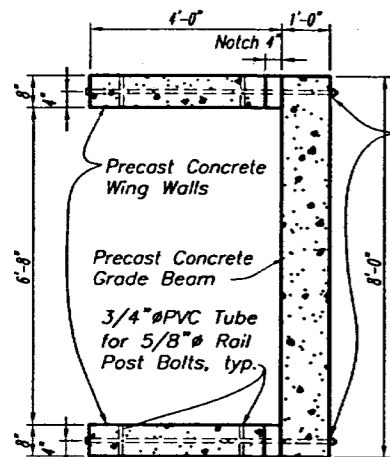 4'-0"
1'-0"
Notch 4"
8"
4"
Precast Concrete
Wing Walls
6'-8"
8'-0"
Precast Concrete
Grade Beam
3/4"øPVC Tube
for 5/8"ø Rail
Post Bolts, typ.
8"
4"